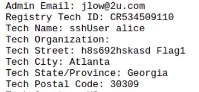 Admin Email: jlow@2u.com
Registry Tech ID: CR534509110
Tech Name: sshUser alice
Tech Organization:
Tech Street: h8s692hskasd Flag1
Tech City: Atlanta
Tech State/Province: Georgia
Tech Postal Code: 30309